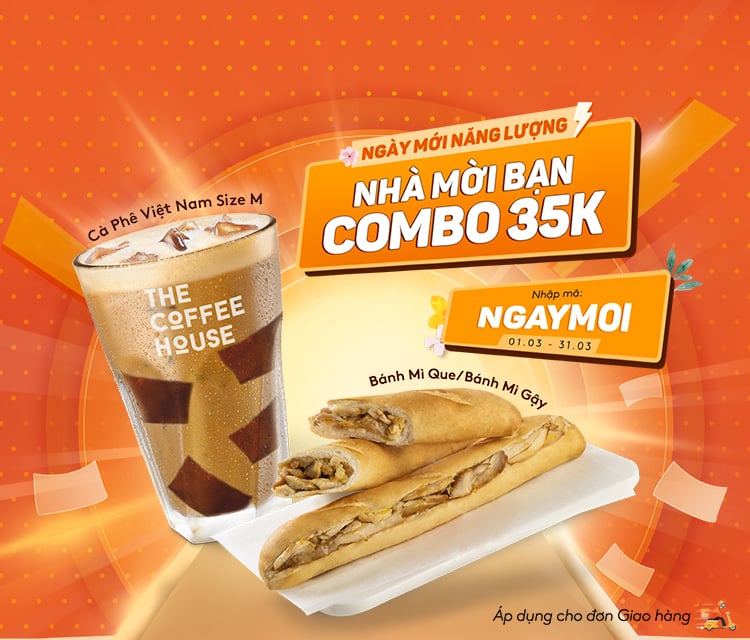 NGÀY MỚI NĂNG LƯỢNG
NHÀ MỜI BẠN
COMBO 35K
Cà Phê Việt Nam Size M
THE
COFFEE
HOUSE
Nhập mã:
NGAYMOI
01.03 - 31.03
Bánh Mì Que/Bánh Mì Gậy
Áp dụng cho đơn Giao hàng